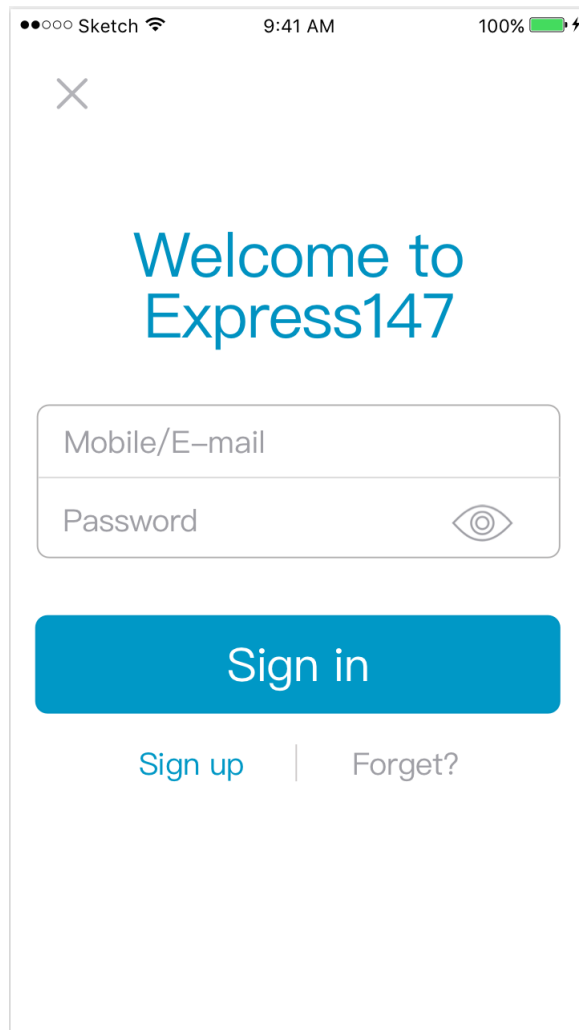 Sketch 9:41 AM 100%
Welcome to
Express147
Mobile/E–mail
Password
Sign in
Sign up Forget?